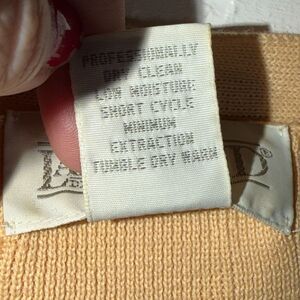 PROFESSIONALLY
DRY CLEAN
LOW MOISTURE
SHORT CYCLE
MINIMUM
EXTRACTION
TUMBLE DRY WARM